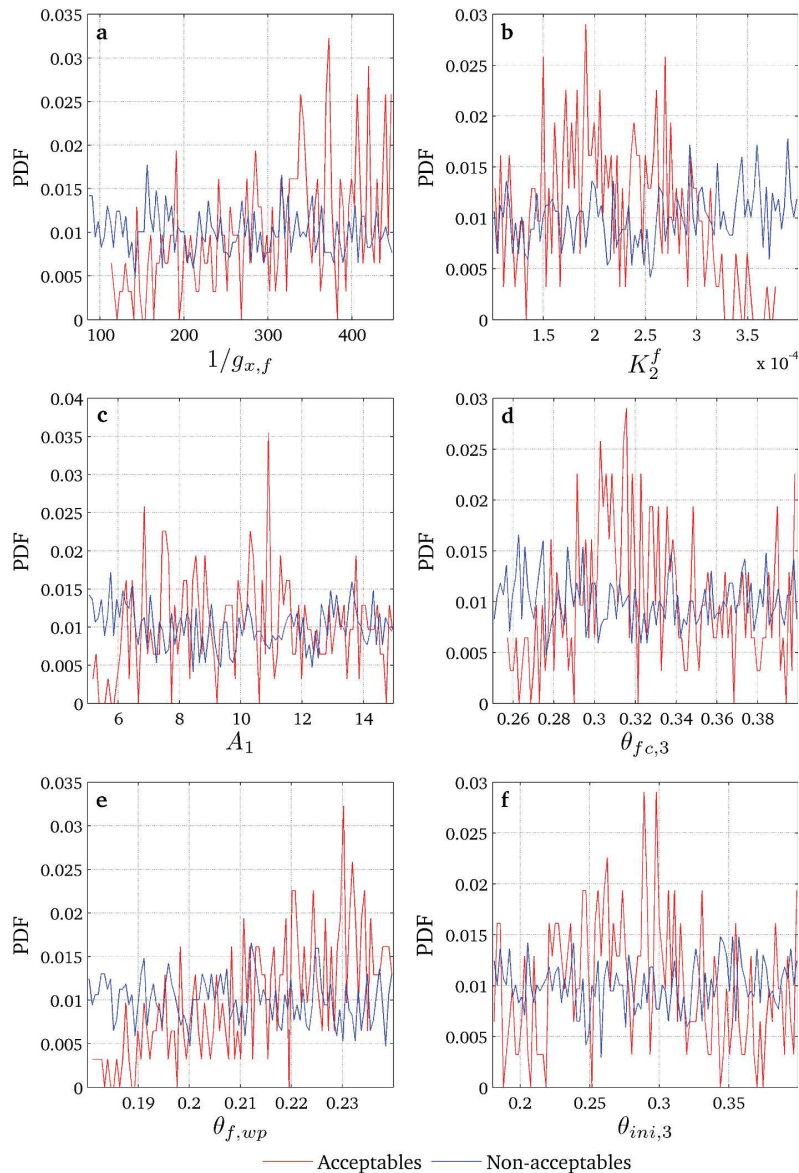 a
0.035
0.03
0.025
0.02
0.015
0.01
0.005
0
PDF
100 200 300 400
1/g_{x,f}
b
0.03
0.025
0.02
0.015
0.01
0.005
0
PDF
1.5 2 2.5 3 3.5 4
x 10⁻⁴
K_2^f
c
0.04
0.035
0.03
0.025
0.02
0.015
0.01
0.005
0
PDF
6 8 10 12 14
A_1
d
0.03
0.025
0.02
0.015
0.01
0.005
0
PDF
0.26 0.28 0.3 0.32 0.34 0.36 0.38
θ_{fc,3}
e
0.035
0.03
0.025
0.02
0.015
0.01
0.005
0
PDF
0.19 0.2 0.21 0.22 0.23
θ_{f,wp}
f
0.03
0.025
0.02
0.015
0.01
0.005
0
PDF
0.2 0.25 0.3 0.35
θ_{ini,3}
Acceptables Non-acceptables